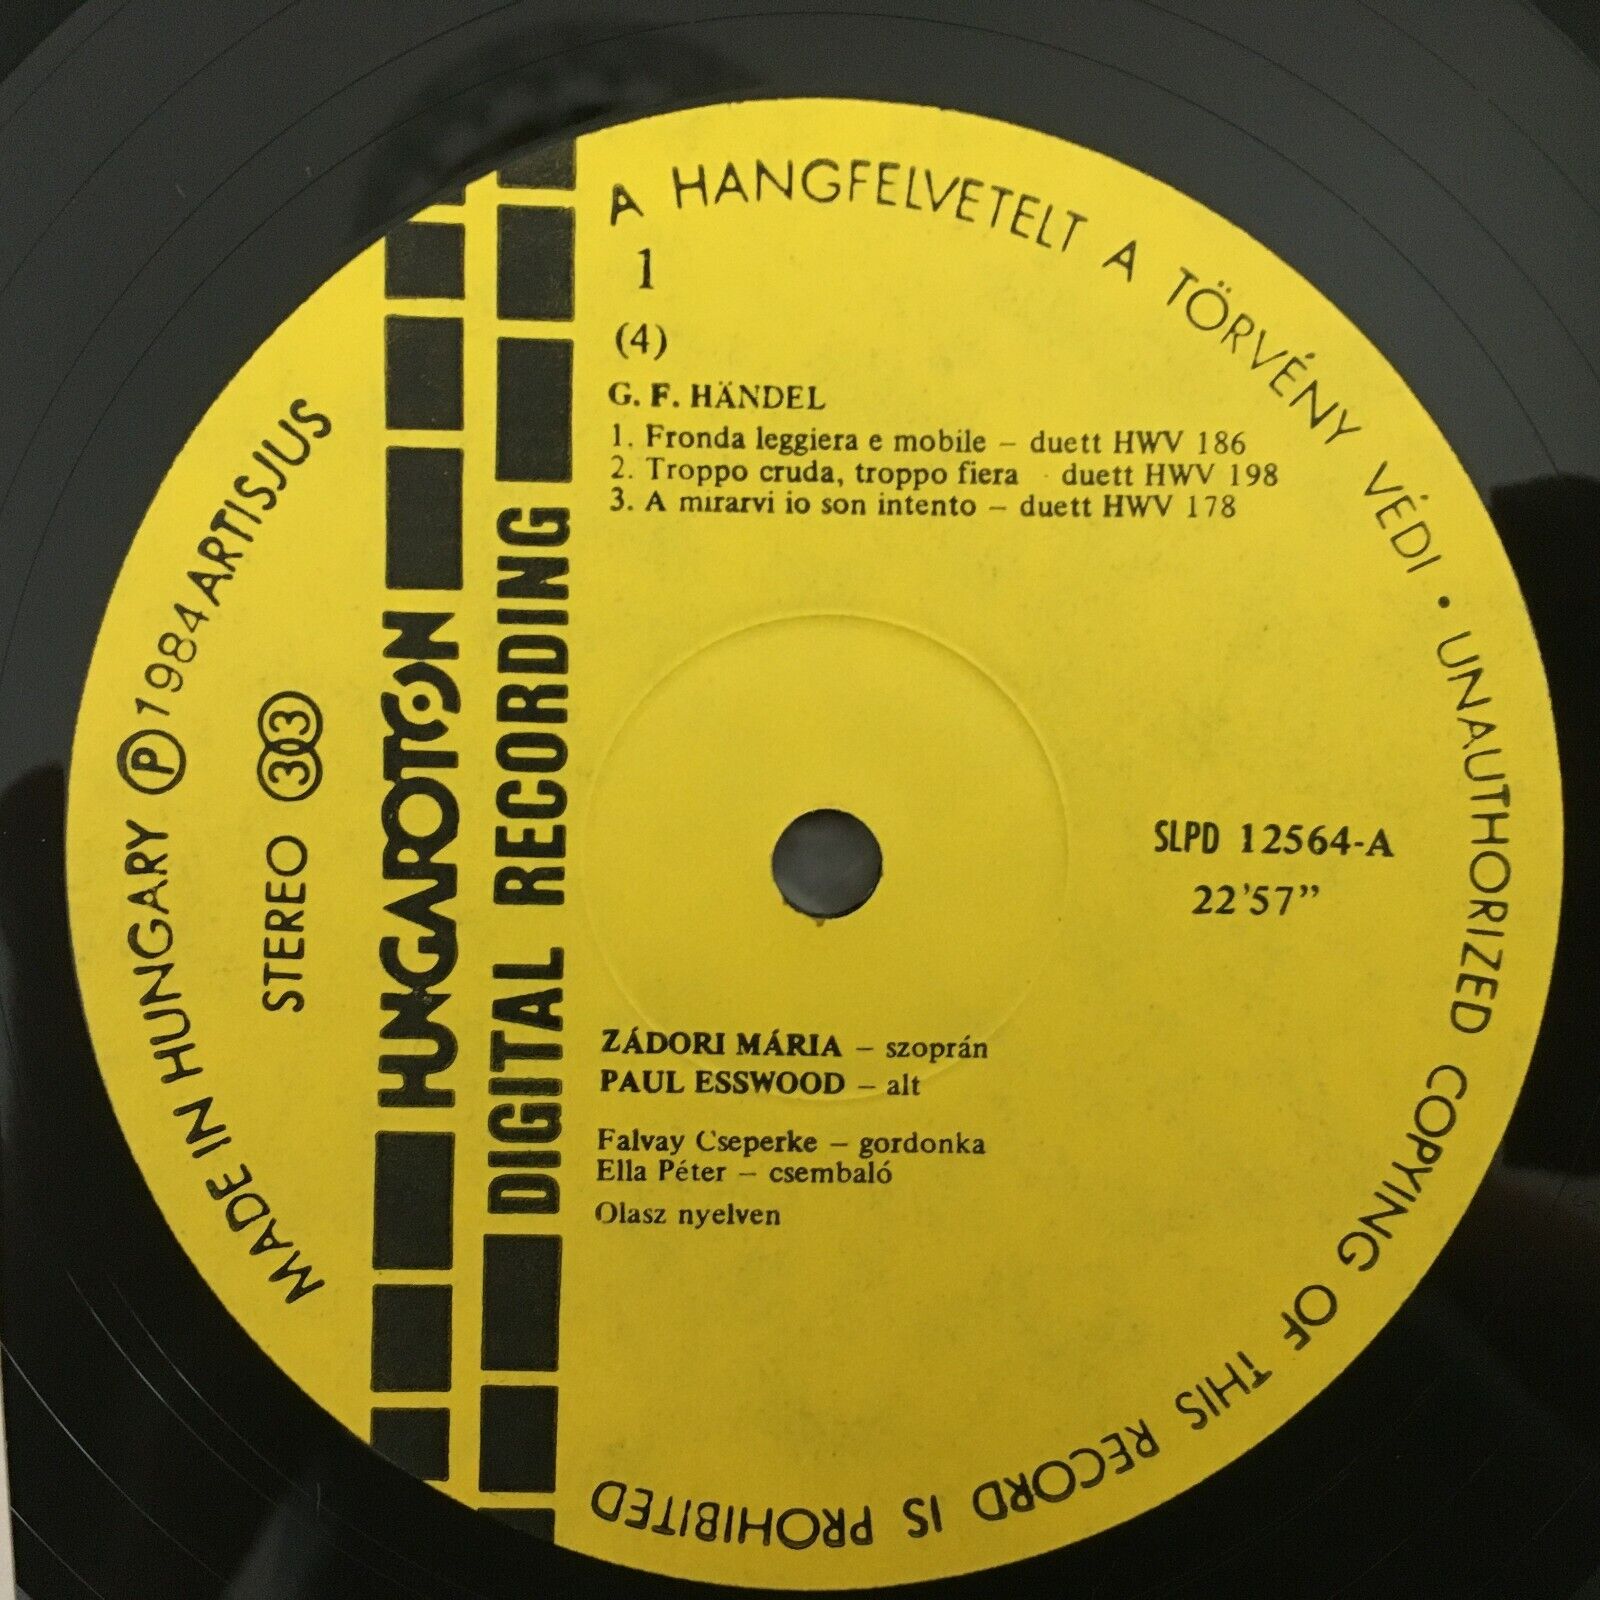 A HANGFELVETELT A TÖRVÉNY VÉDI • UNAUTHORIZED COPYING OF THIS RECORD IS PROHIBITED
1
(4)
G. F. HÄNDEL
1. Fronda leggiera e mobile – duett HWV 186
2. Troppo cruda, troppo fiera - duett HWV 198
3. A mirarvi io son intento – duett HWV 178
SLPD 12564-A
22'57”
ZÁDORI MÁRIA – szoprán
PAUL ESSWOOD – alt
Falvay Cseperke – gordonka
Ella Péter – csembaló
Olasz nyelven
HUNGAROTON
DIGITAL RECORDING
STEREO 33
MADE IN HUNGARY Ⓟ 1984 ARTISJUS